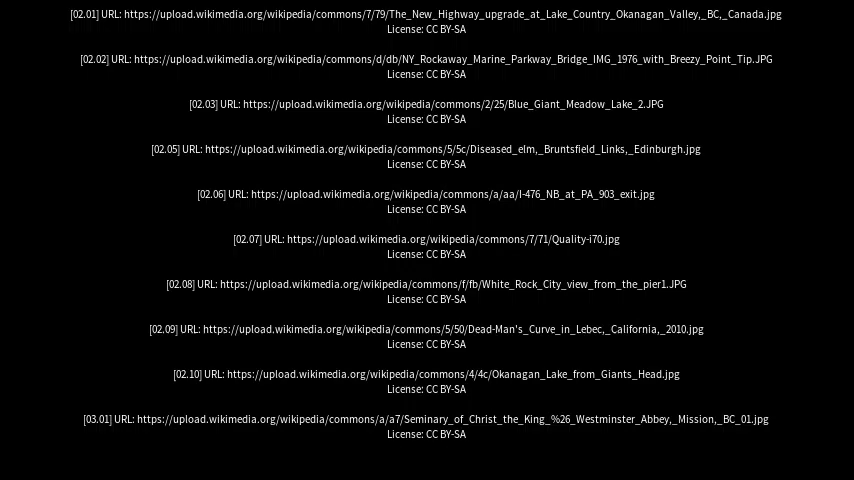 [02.01] URL: https://upload.wikimedia.org/wikipedia/commons/7/79/The_New_Highway_upgrade_at_Lake_Country_Okanagan_Valley,_BC,_Canada.jpg
License: CC BY-SA
[02.02] URL: https://upload.wikimedia.org/wikipedia/commons/d/db/NY_Rockaway_Marine_Parkway_Bridge_IMG_1976_with_Breezy_Point_Tip.JPG
License: CC BY-SA
[02.03] URL: https://upload.wikimedia.org/wikipedia/commons/2/25/Blue_Giant_Meadow_Lake_2.JPG
License: CC BY-SA
[02.05] URL: https://upload.wikimedia.org/wikipedia/commons/5/5c/Diseased_elm,_Bruntsfield_Links,_Edinburgh.jpg
License: CC BY-SA
[02.06] URL: https://upload.wikimedia.org/wikipedia/commons/a/aa/I-476_NB_at_PA_903_exit.jpg
License: CC BY-SA
[02.07] URL: https://upload.wikimedia.org/wikipedia/commons/7/71/Quality-i70.jpg
License: CC BY-SA
[02.08] URL: https://upload.wikimedia.org/wikipedia/commons/f/fb/White_Rock_City_view_from_the_pier1.JPG
License: CC BY-SA
[02.09] URL: https://upload.wikimedia.org/wikipedia/commons/5/50/Dead-Man's_Curve_in_Lebec,_California,_2010.jpg
License: CC BY-SA
[02.10] URL: https://upload.wikimedia.org/wikipedia/commons/4/4c/Okanagan_Lake_from_Giants_Head.jpg
License: CC BY-SA
[03.01] URL: https://upload.wikimedia.org/wikipedia/commons/a/a7/Seminary_of_Christ_the_King_%26_Westminster_Abbey,_Mission,_BC_01.jpg
License: CC BY-SA